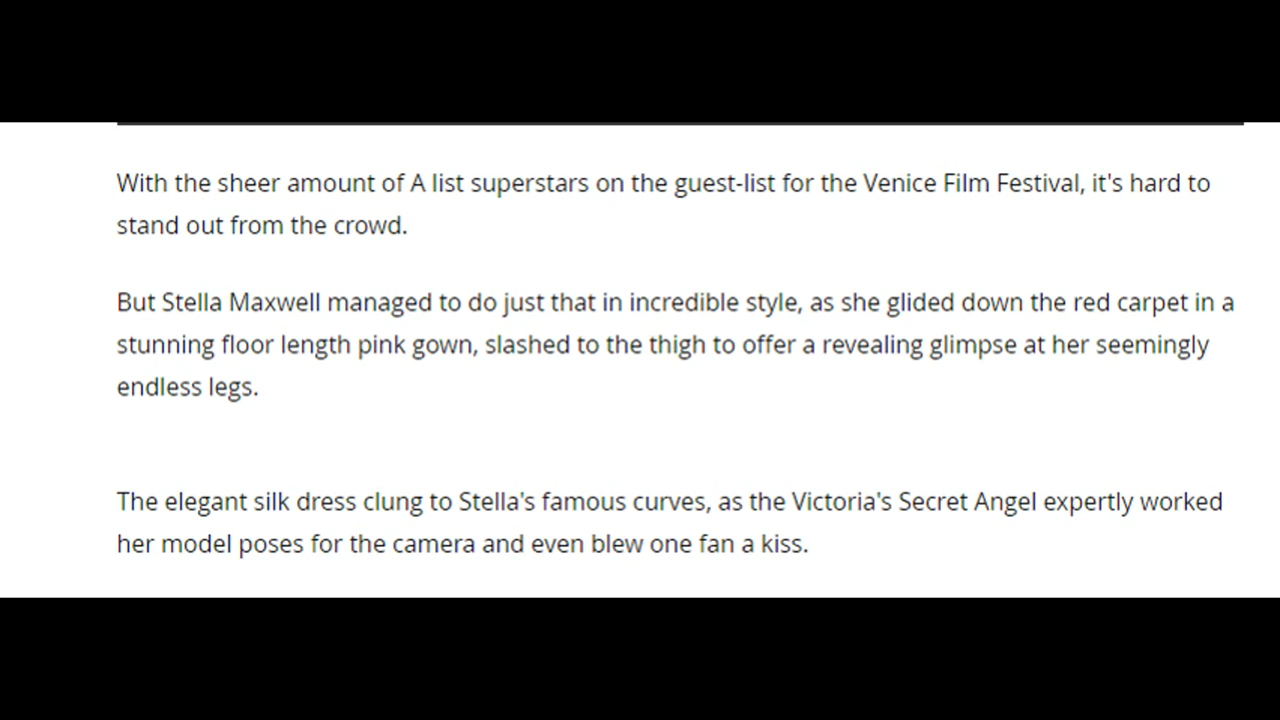 With the sheer amount of A list superstars on the guest-list for the Venice Film Festival, it's hard to
stand out from the crowd.
But Stella Maxwell managed to do just that in incredible style, as she glided down the red carpet in a
stunning floor length pink gown, slashed to the thigh to offer a revealing glimpse at her seemingly
endless legs.
The elegant silk dress clung to Stella's famous curves, as the Victoria's Secret Angel expertly worked
her model poses for the camera and even blew one fan a kiss.